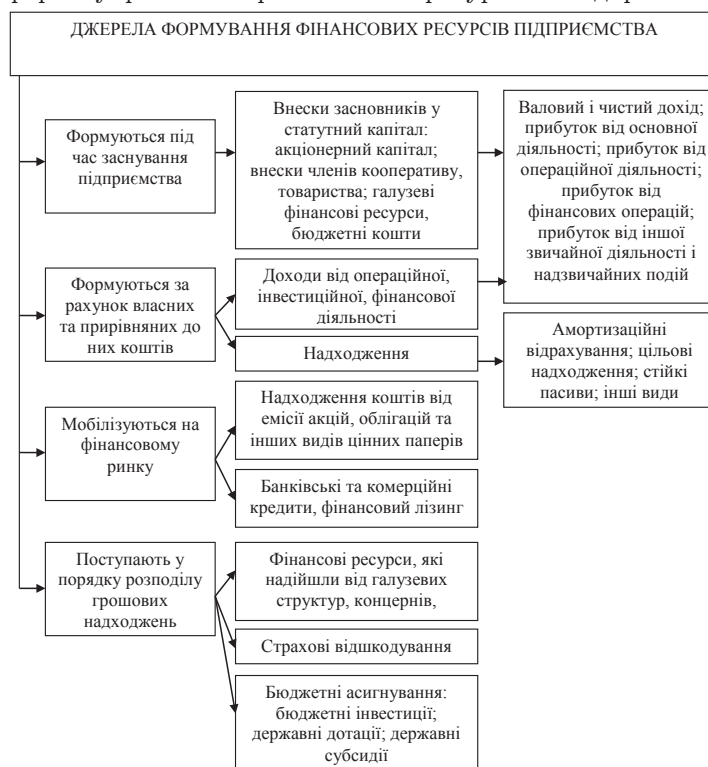 ДЖЕРЕЛА ФОРМУВАННЯ ФІНАНСОВИХ РЕСУРСІВ ПІДПРИЄМСТВА
Формуються під
час заснування
підприємства
Внески засновників у
статутний капітал:
акціонерний капітал;
внески членів кооперативу,
товариства; галузеві
фінансові ресурси,
бюджетні кошти
Валовий і чистий дохід;
прибуток від основної
діяльності; прибуток від
операційної діяльності;
прибуток від
фінансових операцій;
прибуток від іншої
звичайної діяльності і
надзвичайних подій
Формуються за
рахунок власних
та прирівняних до
них коштів
Доходи від операційної,
інвестиційної, фінансової
діяльності
Надходження
Амортизаційні
відрахування; цільові
надходження; стійкі
пасиви; інші види
Мобілізуються на
фінансовому
ринку
Надходження коштів від
емісії акцій, облігацій та
інших видів цінних паперів
Банківські та комерційні
кредити, фінансовий лізинг
Поступають у
порядку розподілу
грошових
надходжень
Фінансові ресурси, які
надійшли від галузевих
структур, концернів,
Страхові відшкодування
Бюджетні асигнування:
бюджетні інвестиції;
державні дотації; державні
субсидії